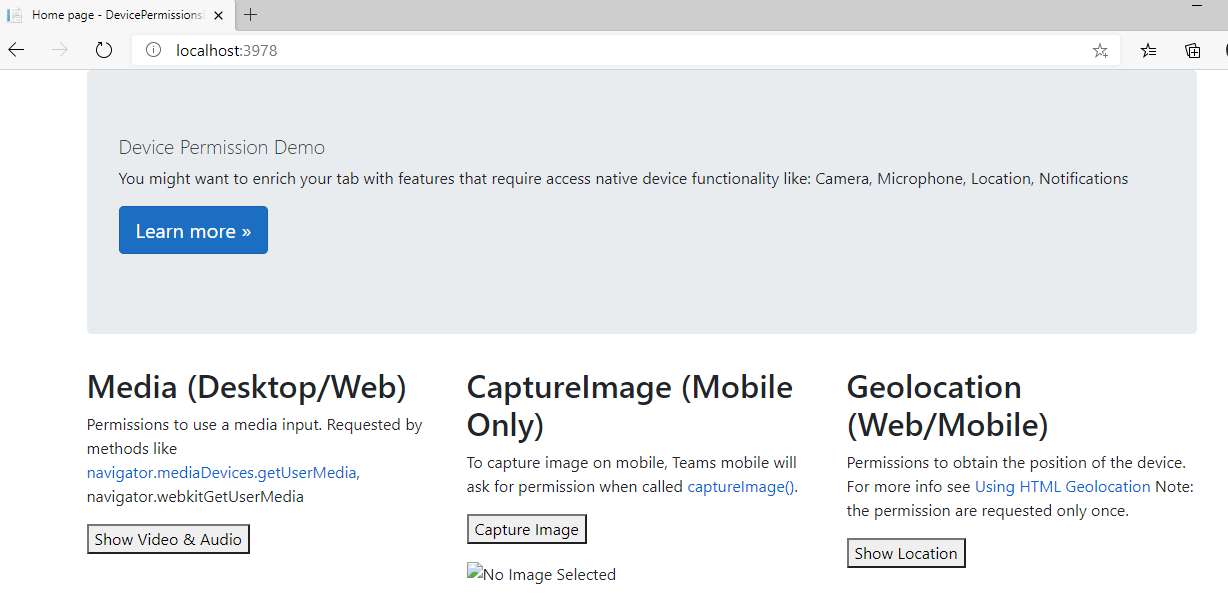 Home page - DevicePermissions
localhost:3978
Device Permission Demo
You might want to enrich your tab with features that require access native device functionality like: Camera, Microphone, Location, Notifications
Learn more »
Media (Desktop/Web)
Permissions to use a media input. Requested by
methods like
navigator.mediaDevices.getUserMedia,
navigator.webkitGetUserMedia
Show Video & Audio
CaptureImage (Mobile
Only)
To capture image on mobile, Teams mobile will
ask for permission when called captureImage().
Capture Image
No Image Selected
Geolocation
(Web/Mobile)
Permissions to obtain the position of the device.
For more info see Using HTML Geolocation Note:
the permission are requested only once.
Show Location